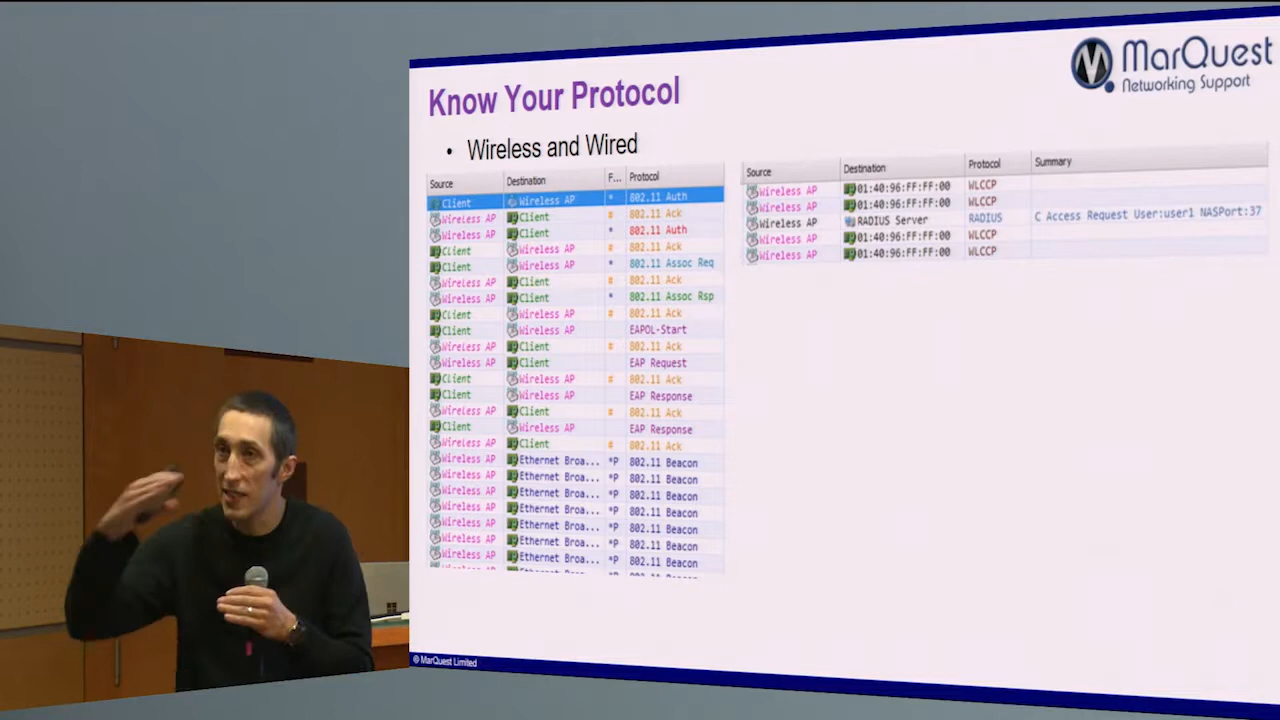 MarQuest
Networking Support
Know Your Protocol
• Wireless and Wired
Source Destination F... Protocol
Client Wireless AP * 802.11 Auth
Wireless AP Client # 802.11 Ack
Wireless AP Client * 802.11 Auth
Client Wireless AP # 802.11 Ack
Client Wireless AP * 802.11 Assoc Req
Wireless AP Client # 802.11 Ack
Wireless AP Client * 802.11 Assoc Rsp
Client Wireless AP # 802.11 Ack
Client Wireless AP EAPOL-Start
Wireless AP Client # 802.11 Ack
Wireless AP Client EAP Request
Client Wireless AP # 802.11 Ack
Client Wireless AP EAP Response
Wireless AP Client # 802.11 Ack
Client Wireless AP EAP Response
Wireless AP Client # 802.11 Ack
Wireless AP Ethernet Broa... *P 802.11 Beacon
Wireless AP Ethernet Broa... *P 802.11 Beacon
Wireless AP Ethernet Broa... *P 802.11 Beacon
Wireless AP Ethernet Broa... *P 802.11 Beacon
Wireless AP Ethernet Broa... *P 802.11 Beacon
Wireless AP Ethernet Broa... *P 802.11 Beacon
Wireless AP Ethernet Broa... *P 802.11 Beacon
Source Destination Protocol Summary
Wireless AP 01:40:96:FF:FF:00 WLCCP
Wireless AP 01:40:96:FF:FF:00 WLCCP
Wireless AP RADIUS Server RADIUS C Access Request User:user1 NASPort:37
Wireless AP 01:40:96:FF:FF:00 WLCCP
Wireless AP 01:40:96:FF:FF:00 WLCCP
© MarQuest Limited